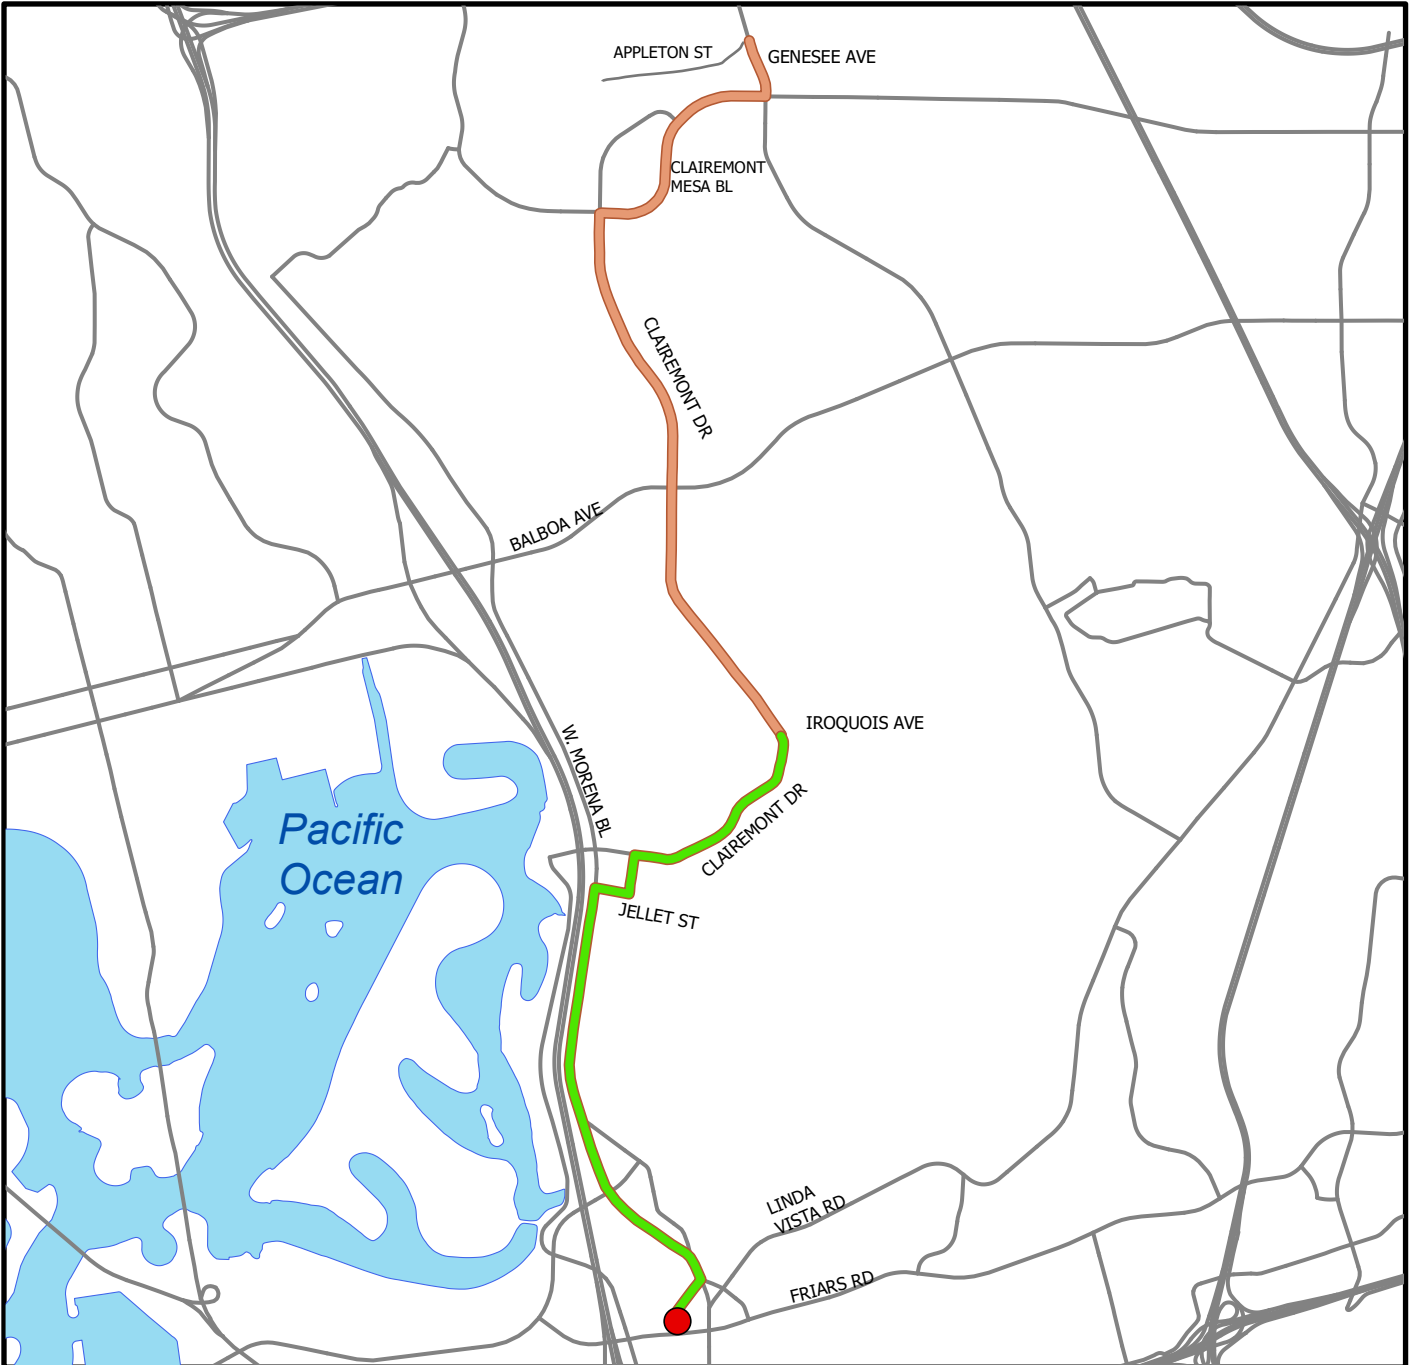 APPLETON ST
GENESEE AVE
CLAIREMONT
MESA BL
CLAIREMONT DR
BALBOA AVE
IROQUOIS AVE
W. MORENA BL
CLAIREMONT DR
Pacific
Ocean
JELLET ST
LINDA
VISTA RD
FRIARS RD